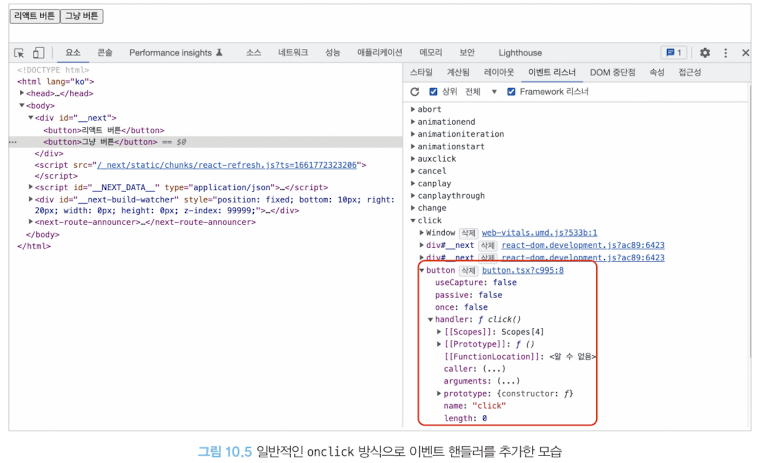 리액트 버튼 그냥 버튼
요소 콘솔 Performance insights 소스 네트워크 성능 애플리케이션 메모리 보안 Lighthouse 1
<!DOCTYPE html>
<html lang="ko">
<head>…</head>
<body>
<div id="__next">
<button>리액트 버튼</button>
<button>그냥 버튼</button> == $0
</div>
<script src="/_next/static/chunks/react-refresh.js?ts=1661772323206">
</script>
<script id="__NEXT_DATA__" type="application/json">…</script>
<div id="__next-build-watcher" style="position: fixed; bottom: 10px; right:
20px; width: 0px; height: 0px; z-index: 99999;">…</div>
<next-route-announcer>…</next-route-announcer>
</body>
</html>
스타일 계산됨 레이아웃 이벤트 리스너 DOM 중단점 속성 접근성
상위 전체 ▼ Framework 리스너
abort
animationend
animationiteration
animationstart
auxclick
cancel
canplay
canplaythrough
change
click
Window 삭제 web-vitals.umd.js?533b:1
div#__next 삭제 react-dom.development.js?ac89:6423
div#__next 삭제 react-dom.development.js?ac89:6423
button 삭제 button.tsx?c995:8
useCapture: false
passive: false
once: false
handler: ƒ click()
[[Scopes]]: Scopes[4]
[[Prototype]]: ƒ ()
[[FunctionLocation]]: <알 수 없음>
caller: (...)
arguments: (...)
prototype: {constructor: ƒ}
name: "click"
length: 0
그림 10.5 일반적인 onclick 방식으로 이벤트 핸들러를 추가한 모습